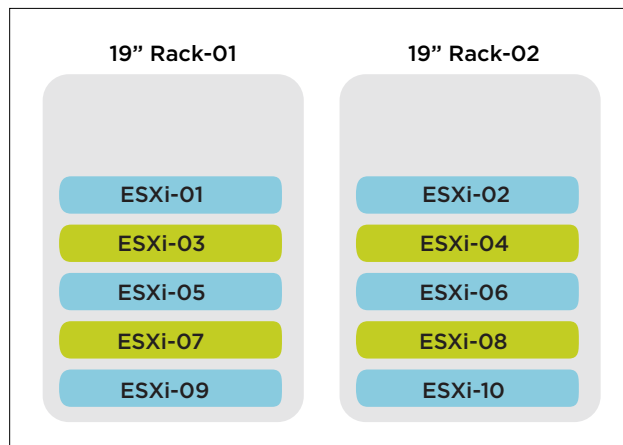 19” Rack-01
ESXi-01
ESXi-03
ESXi-05
ESXi-07
ESXi-09
19” Rack-02
ESXi-02
ESXi-04
ESXi-06
ESXi-08
ESXi-10